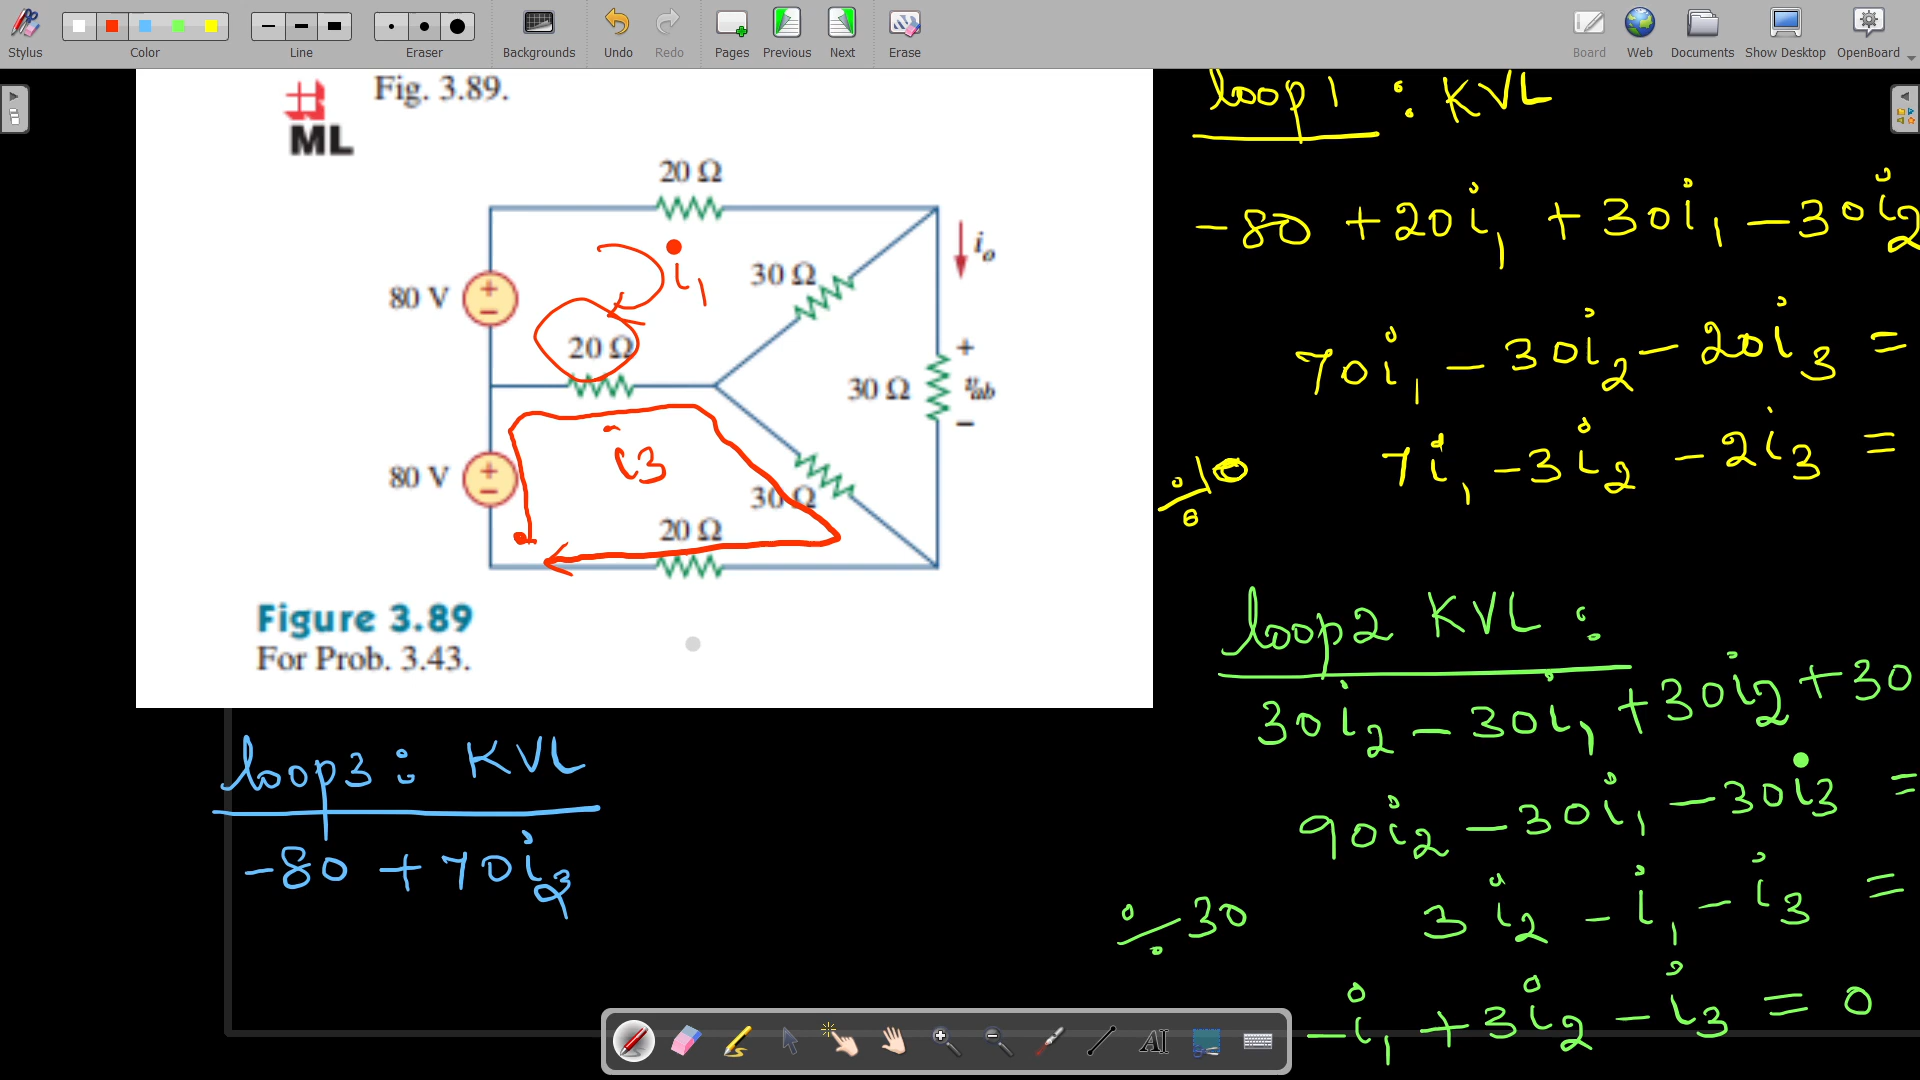 Stylus Color Line Eraser Backgrounds Undo Redo Pages Previous Next Erase Board Web Documents Show Desktop OpenBoard
Fig. 3.89.
ML
20 Ω
i₁
30 Ω
iₒ
80 V
+
−
20 Ω
30 Ω
+
vab
−
i3
80 V
+
−
30 Ω
20 Ω
Figure 3.89
For Prob. 3.43.
loop1 : KVL
-80 + 20i₁ + 30i₁ - 30i₂
70i₁ - 30i₂ - 20i₃ =
÷10
7i₁ - 3i₂ - 2i₃ =
loop2 KVL :
30i₂ - 30i₁ + 30i₂ + 30
90i₂ - 30i₁ - 30i3 =
÷30
3i₂ - i₁ - i₃ =
-i₁ + 3i₂ - i₃ = 0
loop3 : KVL
-80 + 70i₃
AI